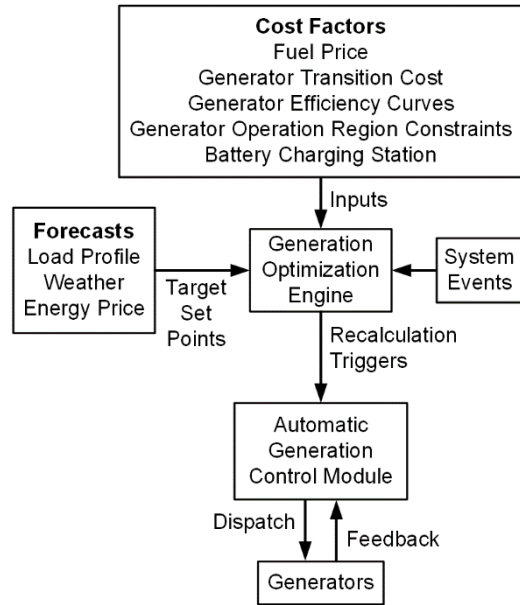 Cost Factors
Fuel Price
Generator Transition Cost
Generator Efficiency Curves
Generator Operation Region Constraints
Battery Charging Station
Inputs
Forecasts
Load Profile
Weather
Energy Price
Target
Set
Points
Generation
Optimization
Engine
System
Events
Recalculation
Triggers
Automatic
Generation
Control Module
Dispatch
Feedback
Generators